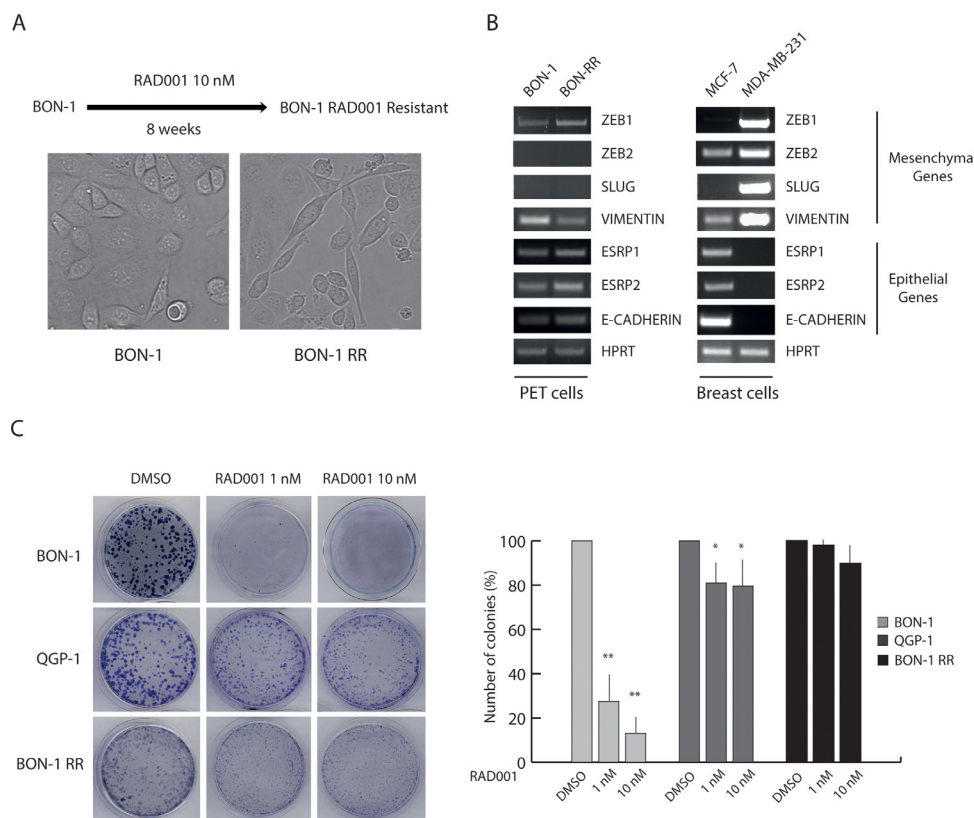 A
RAD001 10 nM
BON-1
BON-1 RAD001 Resistant
8 weeks
BON-1
BON-1 RR
B
BON-1
BON-RR
MCF-7
MDA-MB-231
ZEB1
ZEB1
ZEB2
ZEB2
SLUG
SLUG
VIMENTIN
VIMENTIN
Mesenchyma
Genes
ESRP1
ESRP1
ESRP2
ESRP2
E-CADHERIN
E-CADHERIN
Epithelial
Genes
HPRT
HPRT
PET cells
Breast cells
C
DMSO
RAD001 1 nM
RAD001 10 nM
BON-1
QGP-1
BON-1 RR
Number of colonies (%)
100
80
60
40
20
0
**
**
*
*
BON-1
QGP-1
BON-1 RR
RAD001
DMSO
1 nM
10 nM
DMSO
1 nM
10 nM
DMSO
1 nM
10 nM